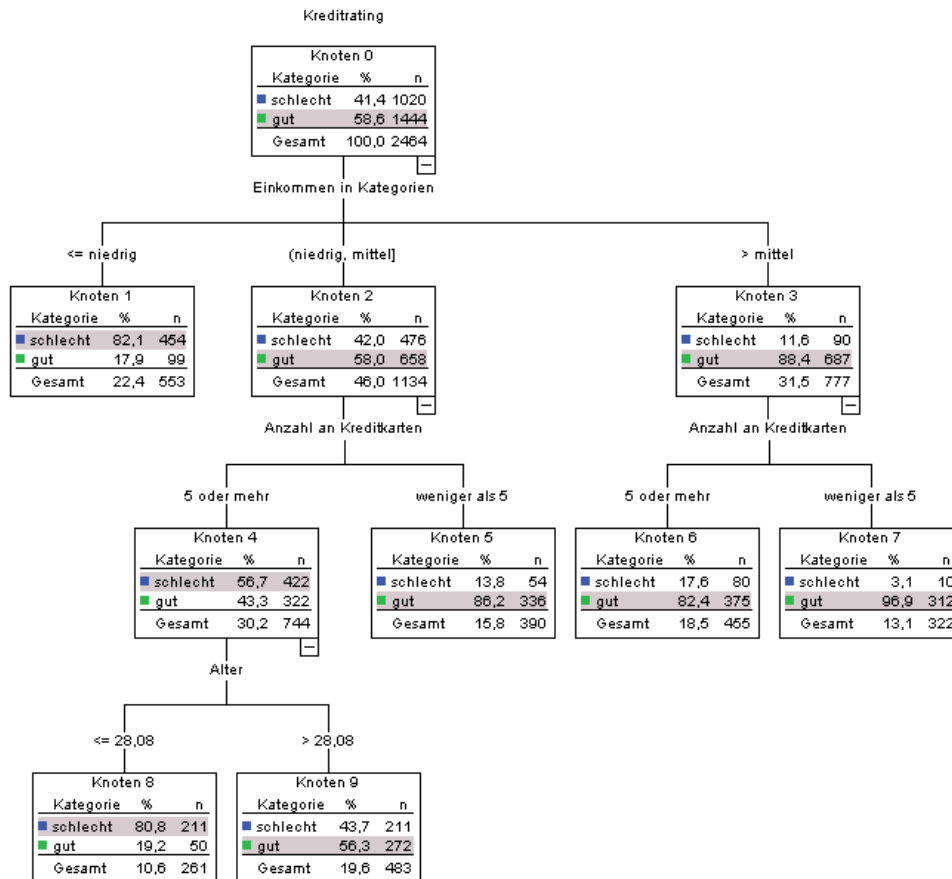 Kreditrating
Knoten 0
Kategorie % n
schlecht 41,4 1020
gut 58,6 1444
Gesamt 100,0 2464
Einkommen in Kategorien
<= niedrig
(niedrig, mittel]
> mittel
Knoten 1
Kategorie % n
schlecht 82,1 454
gut 17,9 99
Gesamt 22,4 553
Knoten 2
Kategorie % n
schlecht 42,0 476
gut 58,0 658
Gesamt 46,0 1134
Knoten 3
Kategorie % n
schlecht 11,6 90
gut 88,4 687
Gesamt 31,5 777
Anzahl an Kreditkarten
Anzahl an Kreditkarten
5 oder mehr
weniger als 5
5 oder mehr
weniger als 5
Knoten 4
Kategorie % n
schlecht 56,7 422
gut 43,3 322
Gesamt 30,2 744
Knoten 5
Kategorie % n
schlecht 13,8 54
gut 86,2 336
Gesamt 15,8 390
Knoten 6
Kategorie % n
schlecht 17,6 80
gut 82,4 375
Gesamt 18,5 455
Knoten 7
Kategorie % n
schlecht 3,1 10
gut 96,9 312
Gesamt 13,1 322
Alter
<= 28,08
> 28,08
Knoten 8
Kategorie % n
schlecht 80,8 211
gut 19,2 50
Gesamt 10,6 261
Knoten 9
Kategorie % n
schlecht 43,7 211
gut 56,3 272
Gesamt 19,6 483